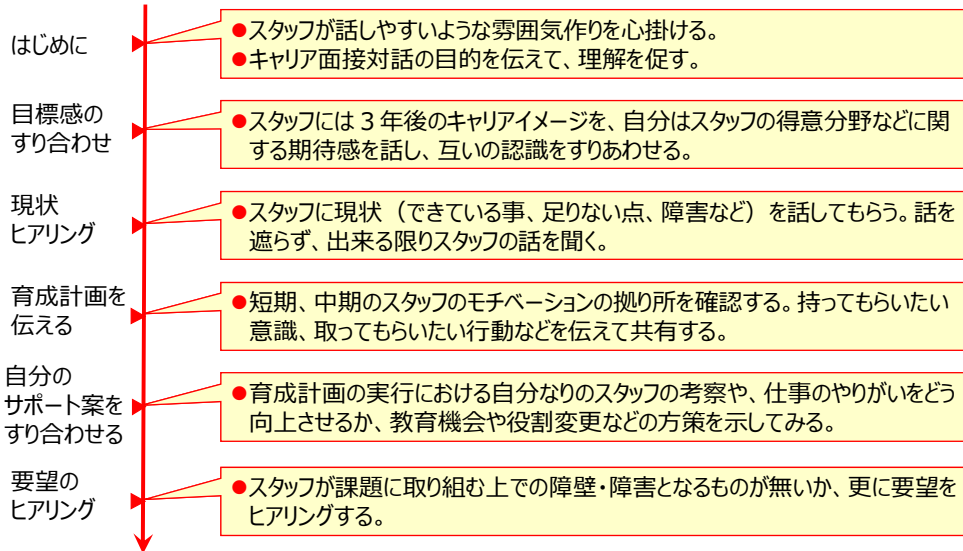 はじめに
●スタッフが話しやすいような雰囲気作りを心掛ける。
●キャリア面接対話の目的を伝えて、理解を促す。
目標感の
すり合わせ
●スタッフには３年後のキャリアイメージを、自分はスタッフの得意分野などに関
する期待感を話し、互いの認識をすりあわせる。
現状
ヒアリング
●スタッフに現状（できている事、足りない点、障害など）を話してもらう。話を
遮らず、出来る限りスタッフの話を聞く。
育成計画を
伝える
●短期、中期のスタッフのモチベーションの拠り所を確認する。持ってもらいたい
意識、取ってもらいたい行動などを伝えて共有する。
自分の
サポート案を
すり合わせる
●育成計画の実行における自分なりのスタッフの考察や、仕事のやりがいをどう
向上させるか、教育機会や役割変更などの方策を示してみる。
要望の
ヒアリング
●スタッフが課題に取り組む上での障壁・障害となるものが無いか、更に要望を
ヒアリングする。